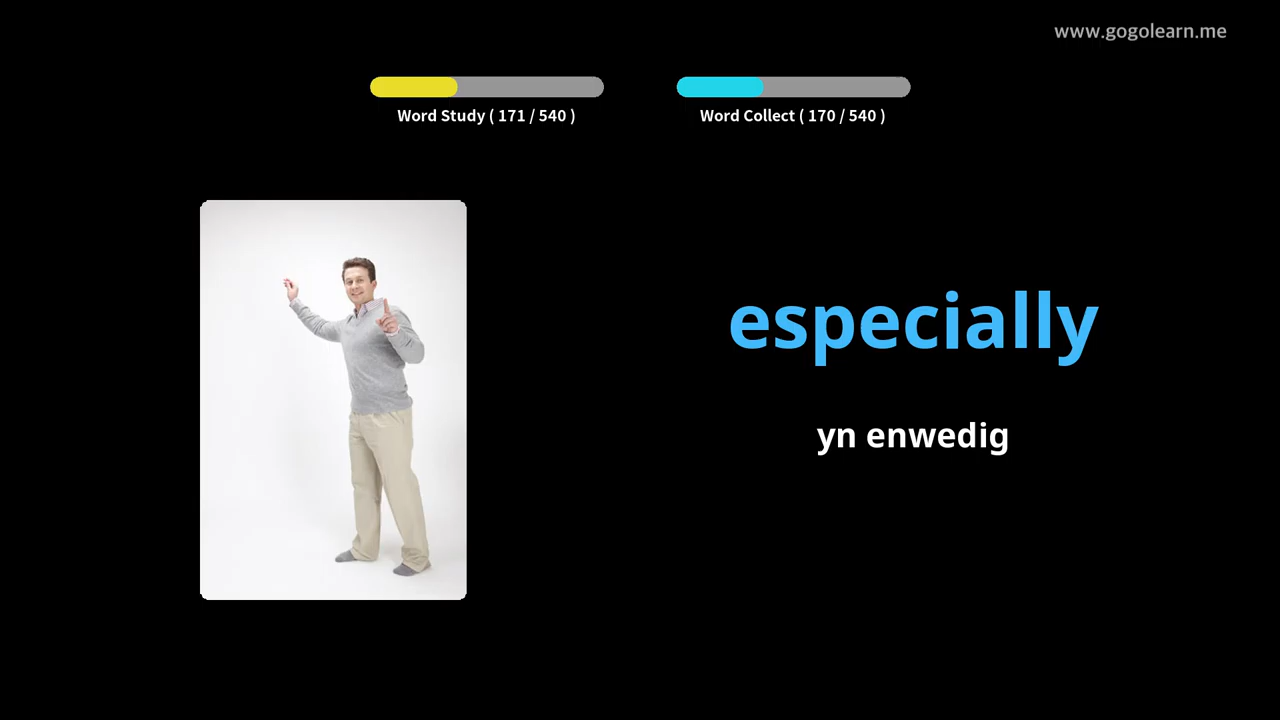 www.gogolearn.me
Word Study ( 171 / 540 )
Word Collect ( 170 / 540 )
especially
yn enwedig